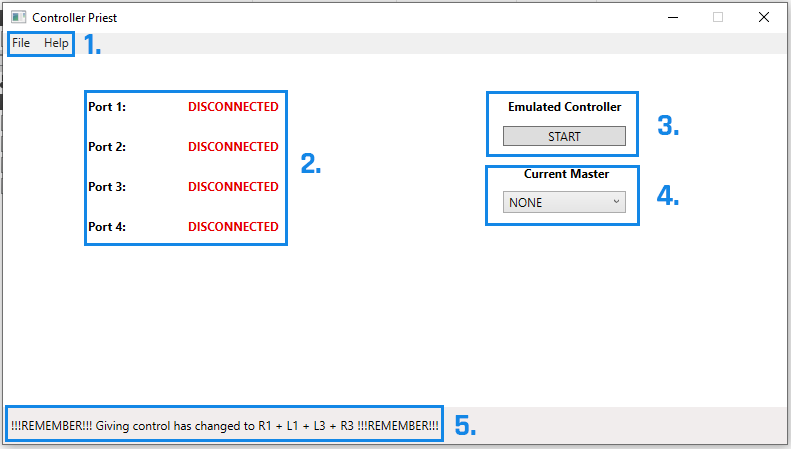 Controller Priest
File Help 1.
Port 1: DISCONNECTED
Port 2: DISCONNECTED
Port 3: DISCONNECTED
Port 4: DISCONNECTED
2.
Emulated Controller
START
3.
Current Master
NONE
4.
!!!REMEMBER!!! Giving control has changed to R1 + L1 + L3 + R3 !!!REMEMBER!!!
5.